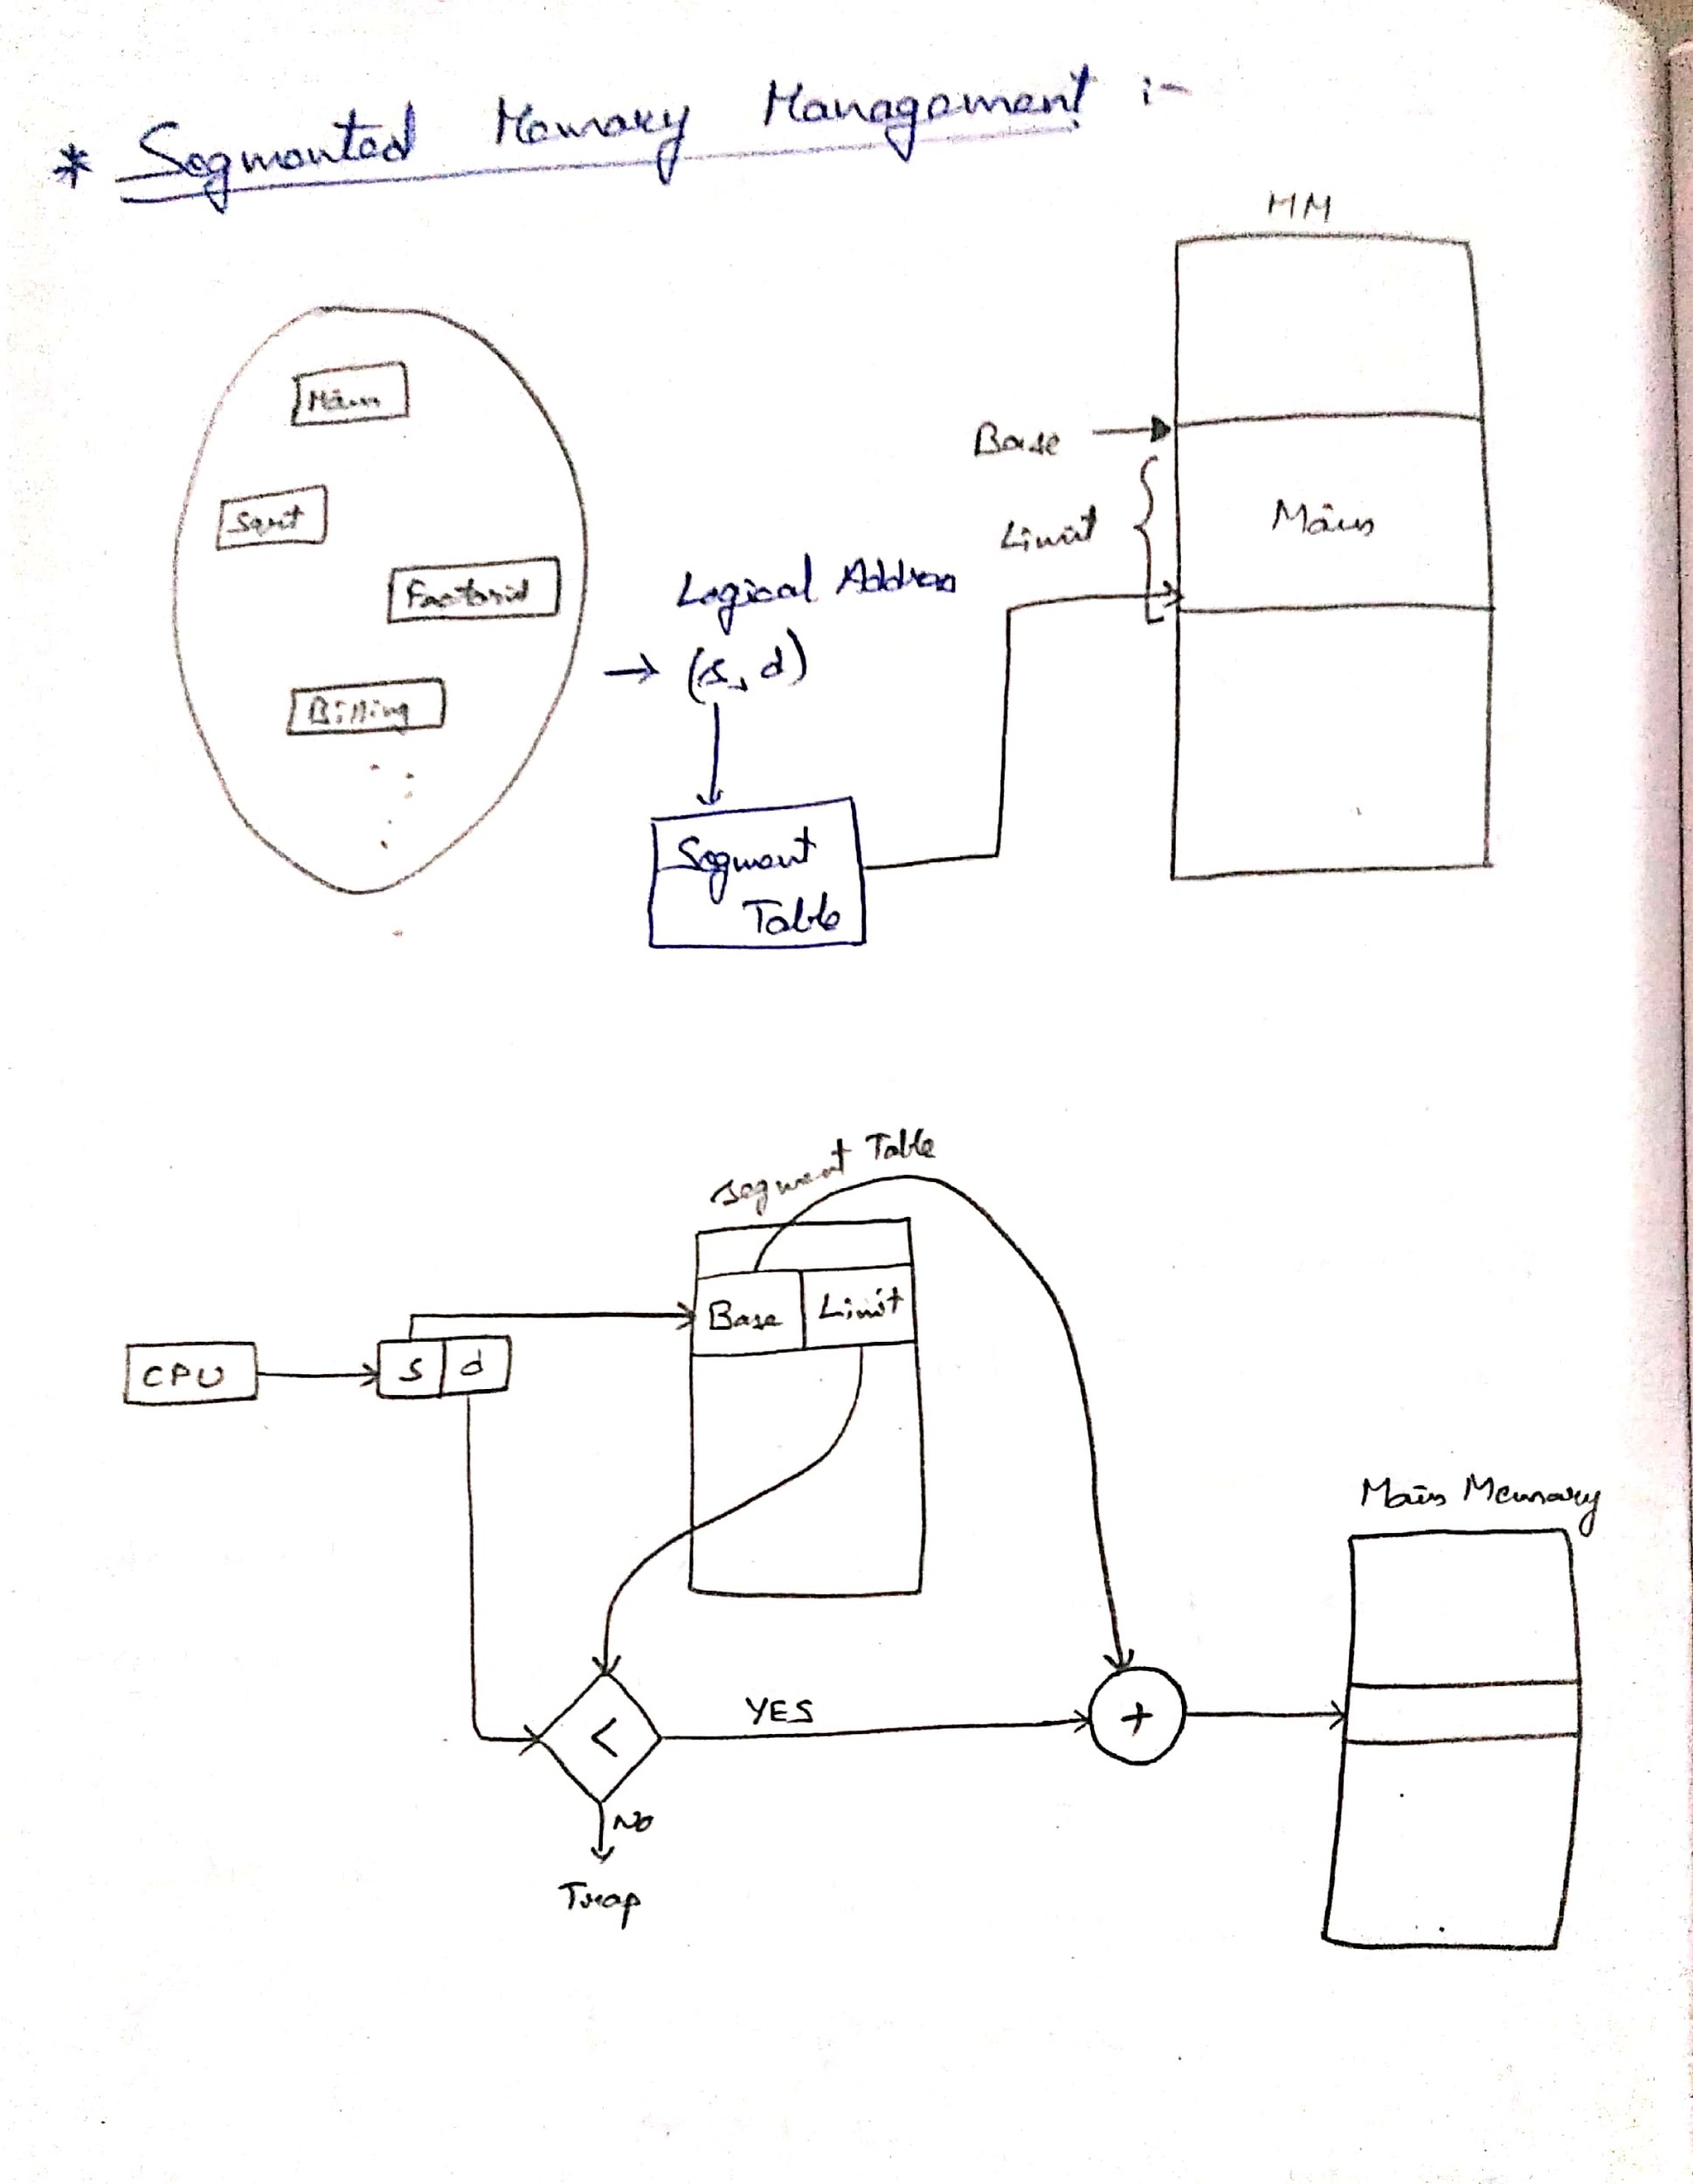 * Segmented Memory Management :-
MM
Main
Base
Sqrt
Limit
Main
Factorial
Logical Address
→ (s, d)
Billing
Segment
Table
Segment Table
Base Limit
CPU
s d
Main Memory
<
YES
+
No
Trap